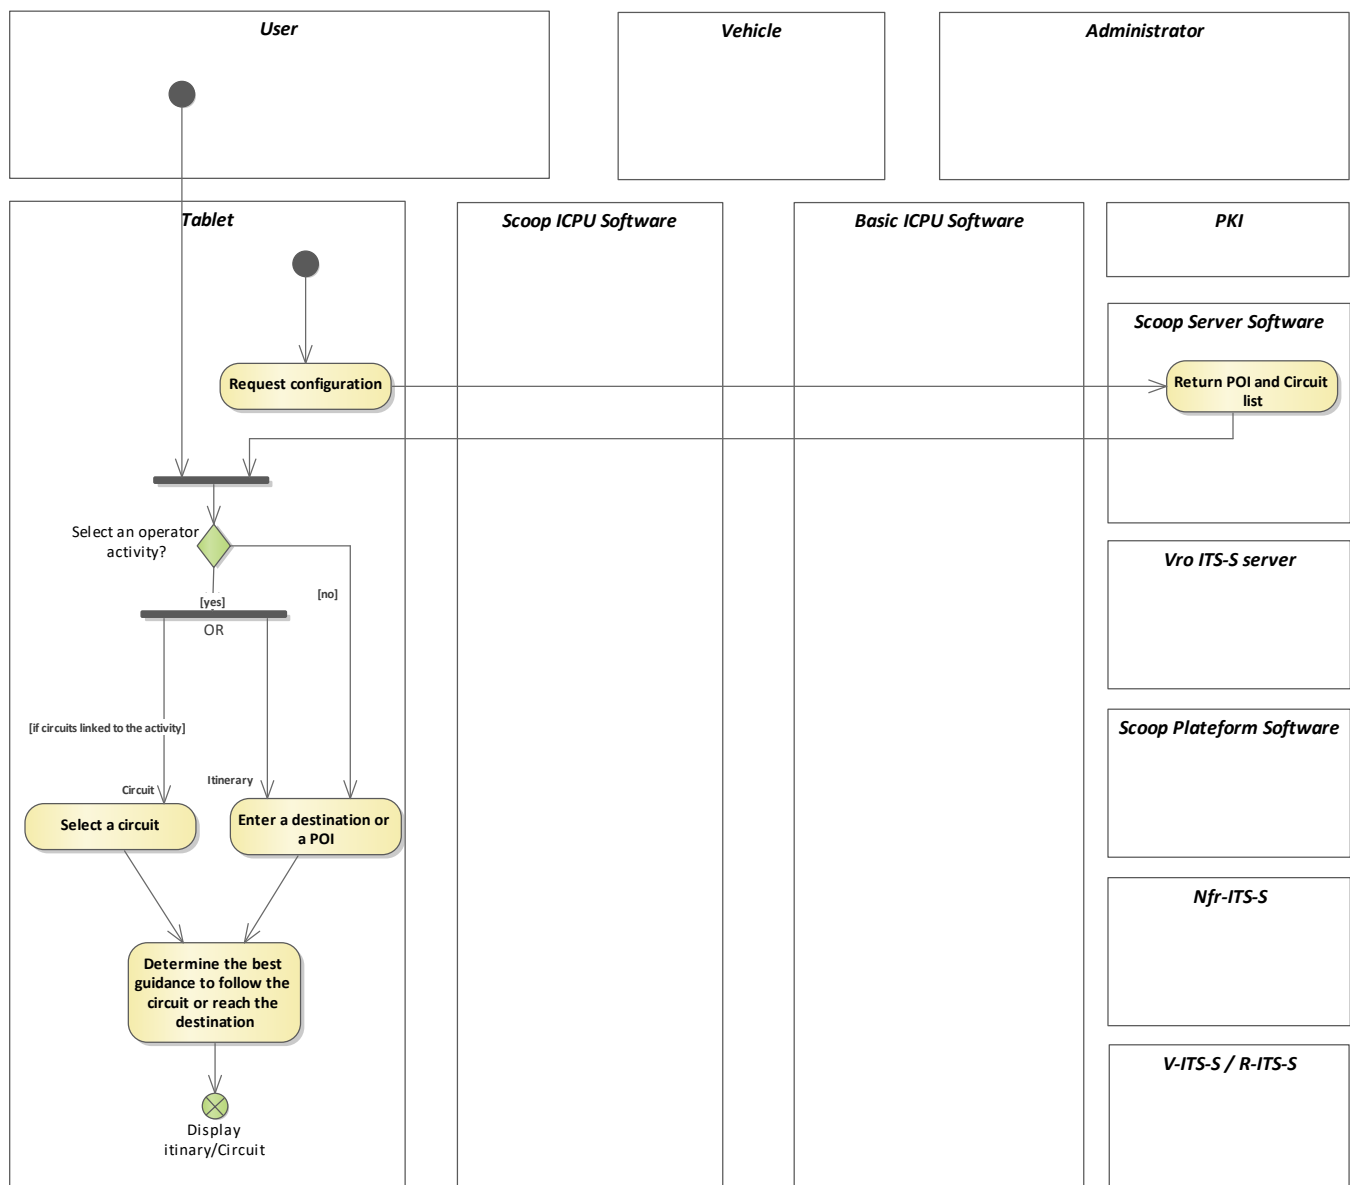 User
Vehicle
Administrator
Tablet
Scoop ICPU Software
Basic ICPU Software
PKI
Scoop Server Software
Request configuration
Return POI and Circuit
list
Select an operator
activity?
[yes]
[no]
OR
Vro ITS-S server
[if circuits linked to the activity]
Scoop Plateform Software
Circuit
Itinerary
Select a circuit
Enter a destination or
a POI
Nfr-ITS-S
Determine the best
guidance to follow the
circuit or reach the
destination
V-ITS-S / R-ITS-S
Display
itinary/Circuit